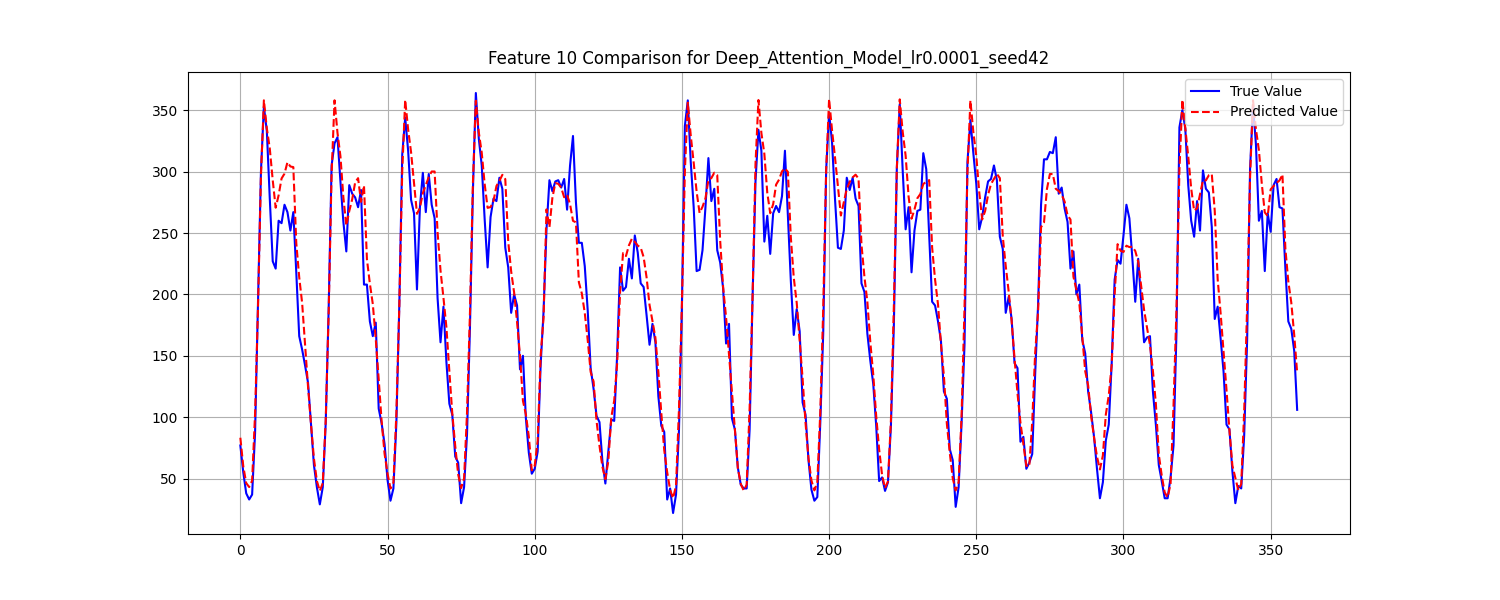 Feature 10 Comparison for Deep_Attention_Model_lr0.0001_seed42
True Value
Predicted Value
350
300
250
200
150
100
50
0 50 100 150 200 250 300 350